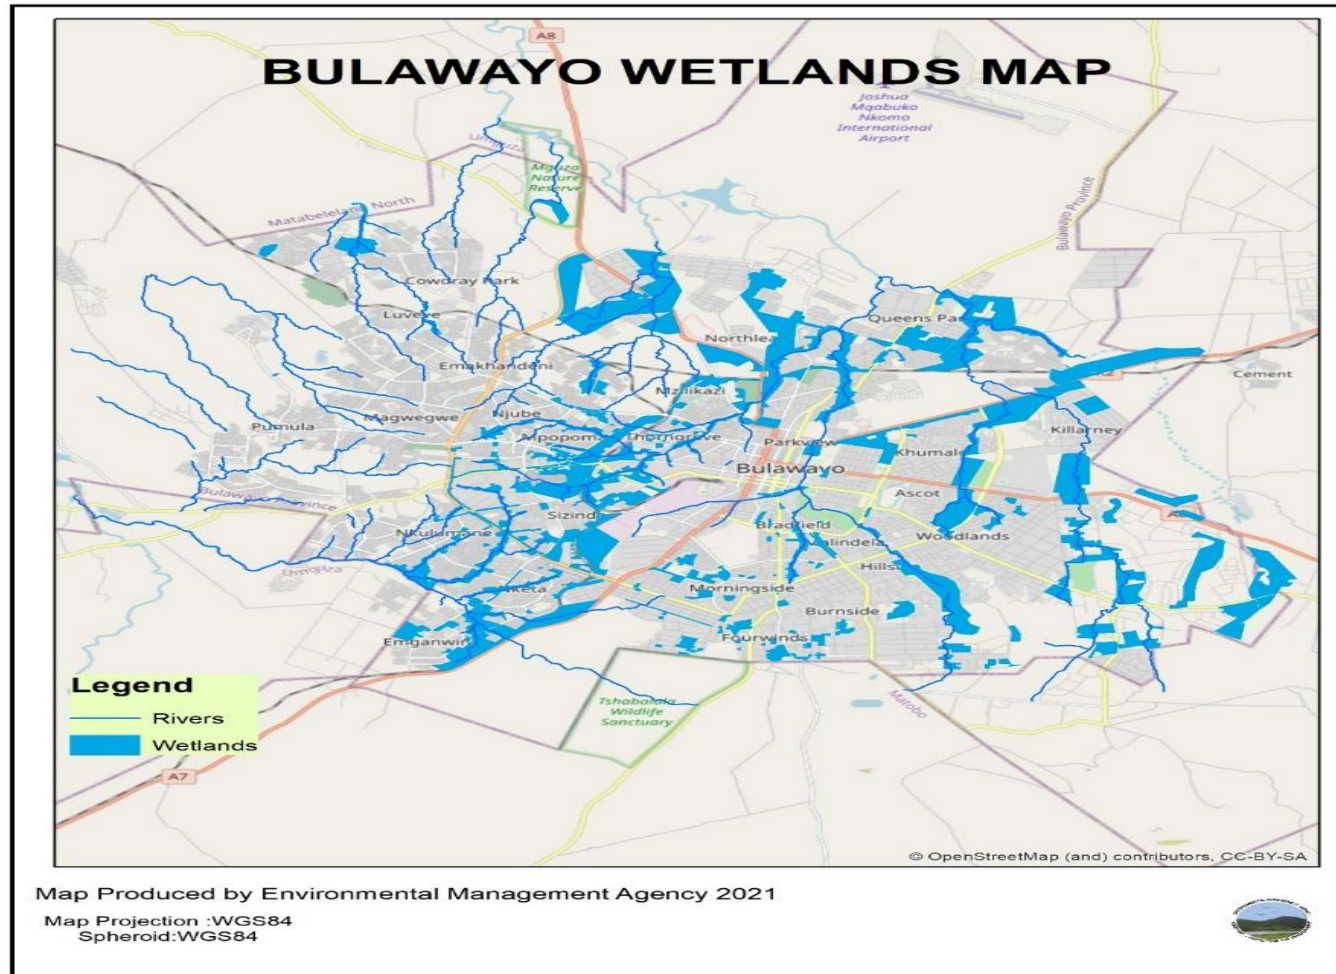 A8
BULAWAYO WETLANDS MAP
Joshua
Mqabuko
Nkomo
International
Airport
Umguza
Mguza
Nature
Reserve
Matabeleland North
Bulawayo Province
Cowdray Park
Luveve
Queens Par
Northlea
Emakhandeni
Cement
Mzilikazi
Magwegwe
Njube
Pumula
Mpopoma
Thorngrove
Killarney
Parkview
Khumalo
Bulawayo
Ascot
Bulawayo Province
Sizinda
Bradfield
Nkulumane
Malindela
Woodlands
Hills
Umguza
Nketa
Morningside
Burnside
Emganwin
Fourwinds
Legend
Rivers
Wetlands
Tshabalala
Wildlife
Sanctuary
Matobo
A7
© OpenStreetMap (and) contributors, CC-BY-SA
Map Produced by Environmental Management Agency 2021
Map Projection :WGS84
Spheroid:WGS84